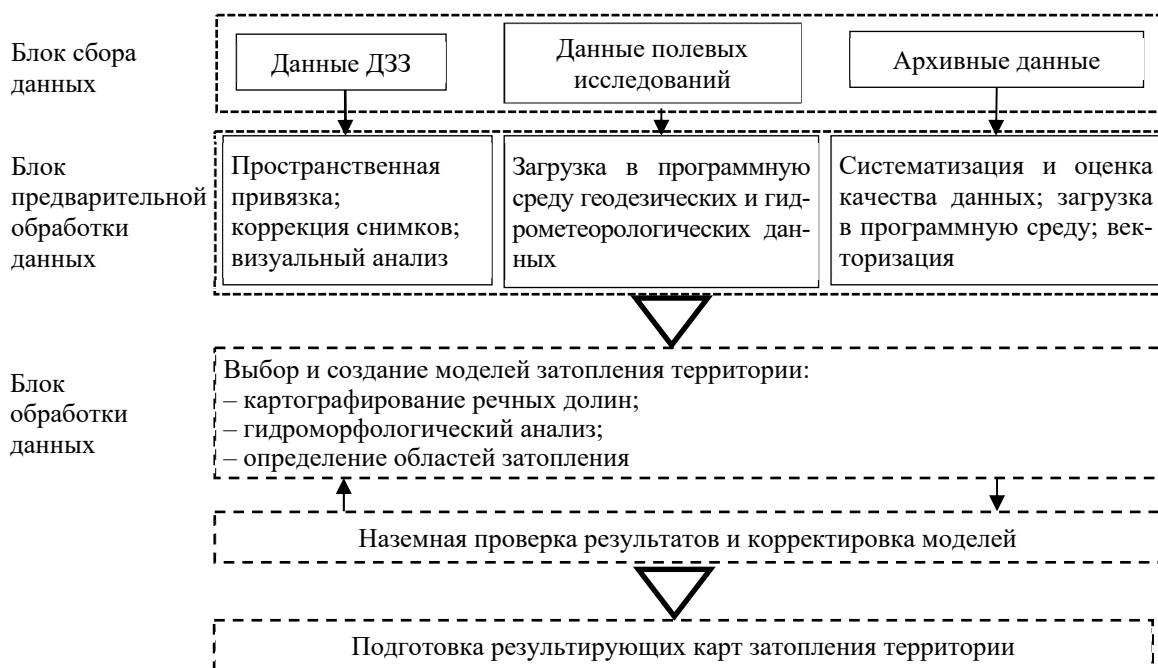 Блок сбора
данных
Данные ДЗЗ
Данные полевых
исследований
Архивные данные
Блок
предварительной
обработки
данных
Пространственная
привязка;
коррекция снимков;
визуальный анализ
Загрузка в программную
среду геодезических и гид-
рометеорологических дан-
ных
Систематизация и оценка
качества данных; загрузка
в программную среду; век-
торизация
Блок
обработки
данных
Выбор и создание моделей затопления территории:
– картографирование речных долин;
– гидроморфологический анализ;
– определение областей затопления
Наземная проверка результатов и корректировка моделей
Подготовка результирующих карт затопления территории